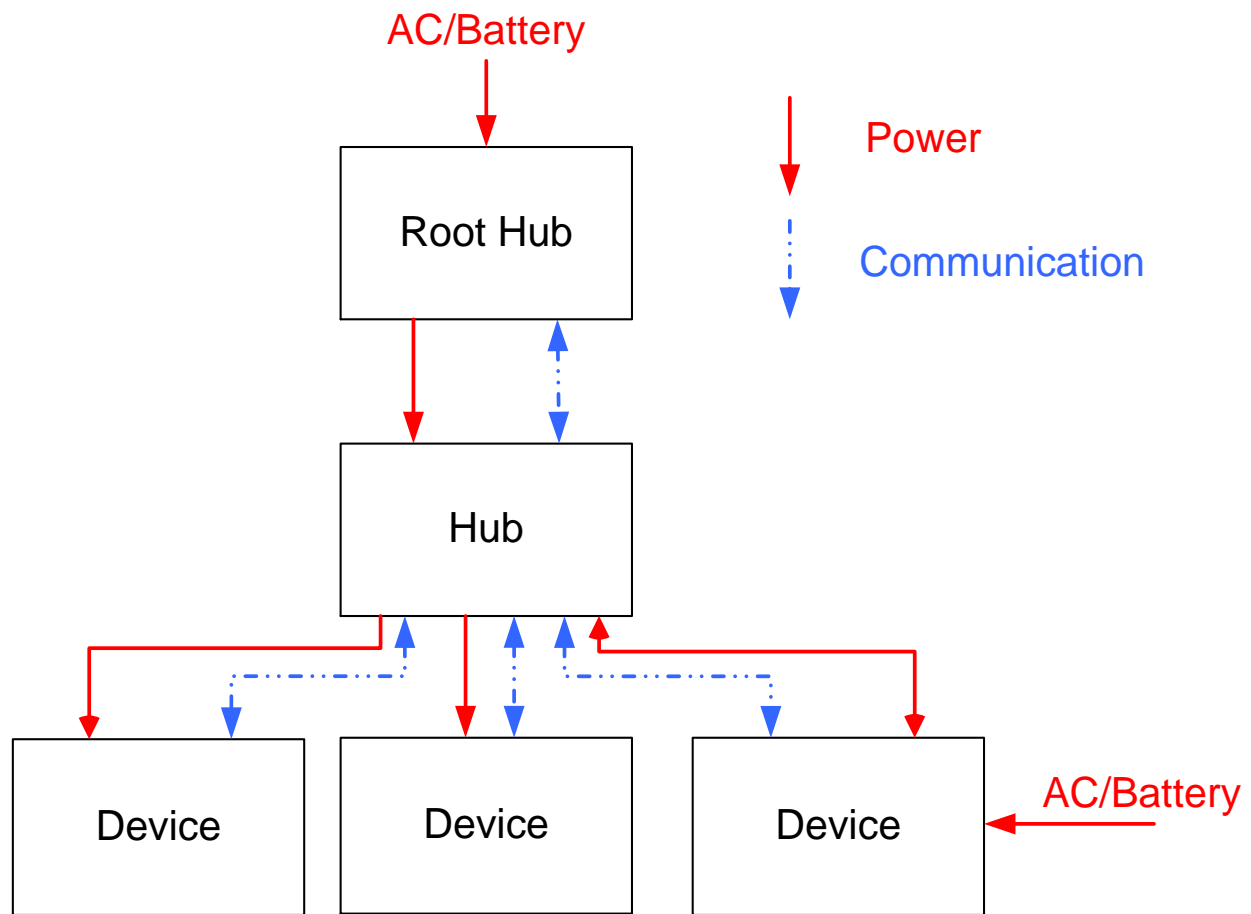 AC/Battery
Power
Root Hub
Communication
Hub
Device
Device
Device
AC/Battery